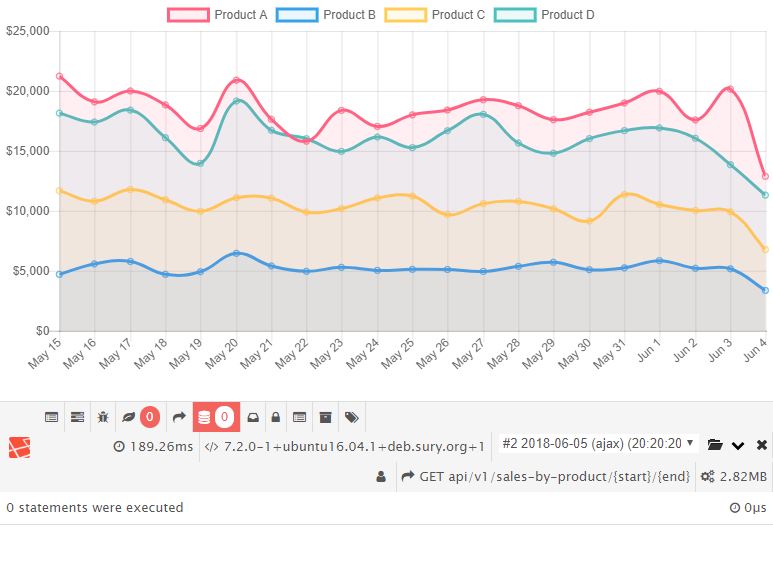 Product A Product B Product C Product D
$25,000
$20,000
$15,000
$10,000
$5,000
$0
May 15 May 16 May 17 May 18 May 19 May 20 May 21 May 22 May 23 May 24 May 25 May 26 May 27 May 28 May 29 May 30 May 31 Jun 1 Jun 2 Jun 3 Jun 4
0 0
189.26ms </> 7.2.0-1+ubuntu16.04.1+deb.sury.org+1 #2 2018-06-05 (ajax) (20:20:20
GET api/v1/sales-by-product/{start}/{end} 2.82MB
0 statements were executed 0μs